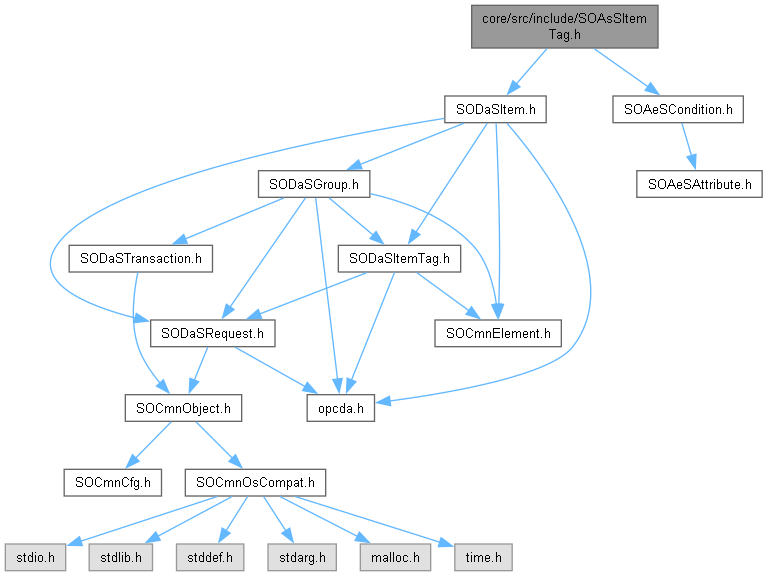 core/src/include/SOAsSItem
Tag.h
SODaSItem.h
SOAeSCondition.h
SODaSGroup.h
SOAeSAttribute.h
SODaSTransaction.h
SODaSItemTag.h
SODaSRequest.h
SOCmnElement.h
SOCmnObject.h
opcda.h
SOCmnCfg.h
SOCmnOsCompat.h
stdio.h
stdlib.h
stddef.h
stdarg.h
malloc.h
time.h